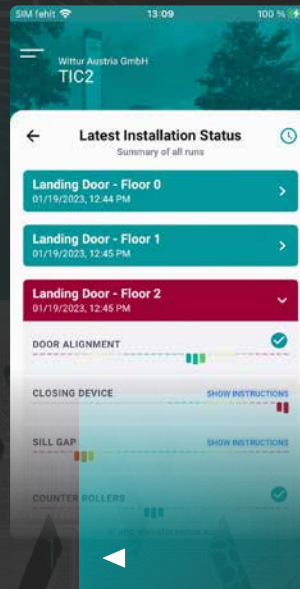 SIM fehlt 13:09 100 %
Wittur Austria GmbH
TIC2
Latest Installation Status
Summary of all runs
Landing Door - Floor 0
01/19/2023, 12:44 PM
Landing Door - Floor 1
01/19/2023, 12:45 PM
Landing Door - Floor 2
01/19/2023, 12:45 PM
DOOR ALIGNMENT
CLOSING DEVICE SHOW INSTRUCTIONS
SILL GAP SHOW INSTRUCTIONS
COUNTER ROLLERS